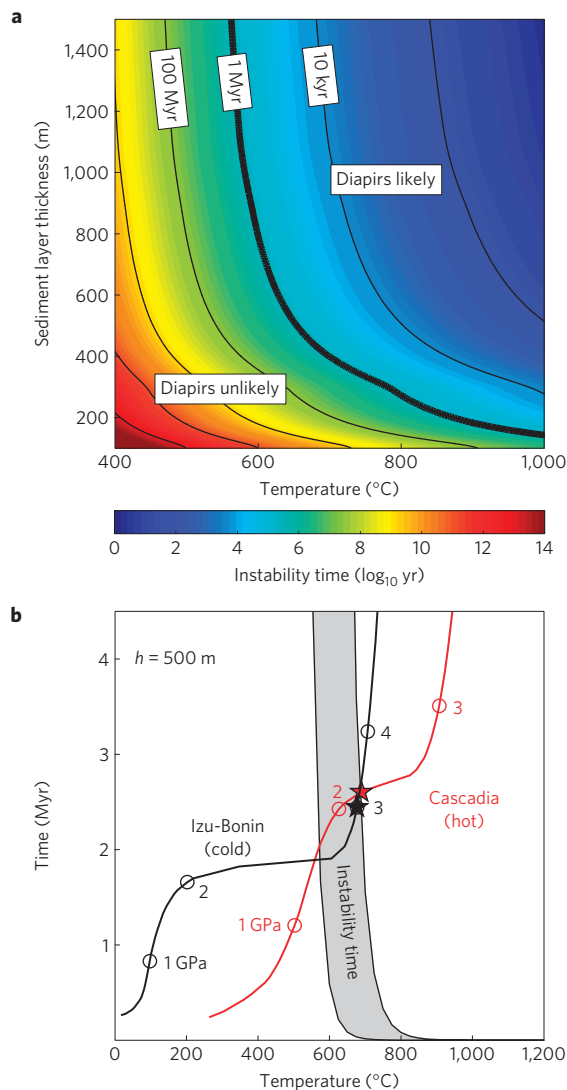 a
1,400
1,200
1,000
800
600
400
200
Sediment layer thickness (m)
100 Myr
1 Myr
10 kyr
Diapirs likely
Diapirs unlikely
400
600
800
1,000
Temperature (°C)
0
2
4
6
8
10
12
14
Instability time (log10 yr)
b
h = 500 m
4
3
2
1
Time (Myr)
Izu-Bonin
(cold)
Cascadia
(hot)
Instability time
4
3
2
3
2
1 GPa
1 GPa
0
200
400
600
800
1,000
1,200
Temperature (°C)